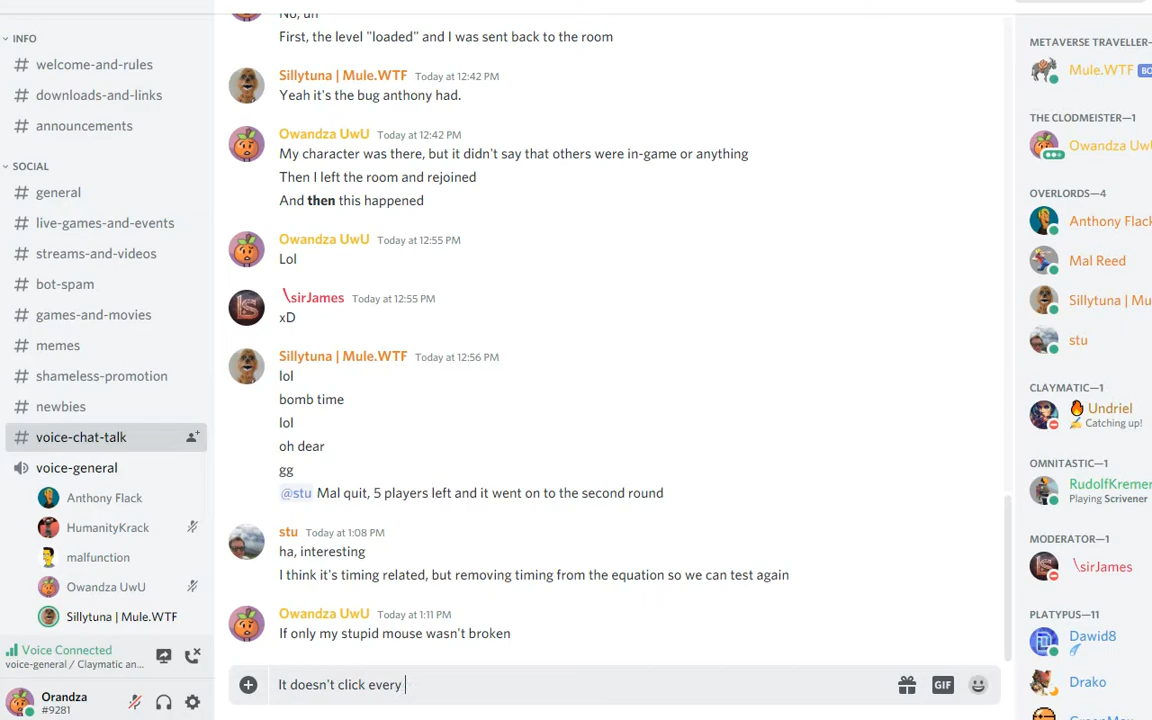 INFO
# welcome-and-rules
# downloads-and-links
# announcements
SOCIAL
# general
# live-games-and-events
# streams-and-videos
# bot-spam
# games-and-movies
# memes
# shameless-promotion
# newbies
# voice-chat-talk
voice-general
Anthony Flack
HumanityKrack
malfunction
Owandza UwU
Sillytuna | Mule.WTF
Voice Connected
voice-general / Claymatic an...
Orandza
#9281
No, uh
First, the level "loaded" and I was sent back to the room
Sillytuna | Mule.WTF Today at 12:42 PM
Yeah it's the bug anthony had.
Owandza UwU Today at 12:42 PM
My character was there, but it didn't say that others were in-game or anything
Then I left the room and rejoined
And then this happened
Owandza UwU Today at 12:55 PM
Lol
\sirJames Today at 12:55 PM
xD
Sillytuna | Mule.WTF Today at 12:56 PM
lol
bomb time
lol
oh dear
gg
@stu Mal quit, 5 players left and it went on to the second round
stu Today at 1:08 PM
ha, interesting
I think it's timing related, but removing timing from the equation so we can test again
Owandza UwU Today at 1:11 PM
If only my stupid mouse wasn't broken
It doesn't click every
GIF
METAVERSE TRAVELLER—
Mule.WTF BO
THE CLODMEISTER—1
Owandza UwU
OVERLORDS—4
Anthony Flack
Mal Reed
Sillytuna | Mu
stu
CLAYMATIC—1
Undriel
Catching up!
OMNITASTIC—1
RudolfKremer
Playing Scrivener
MODERATOR—1
\sirJames
PLATYPUS—11
Dawid8
Drako